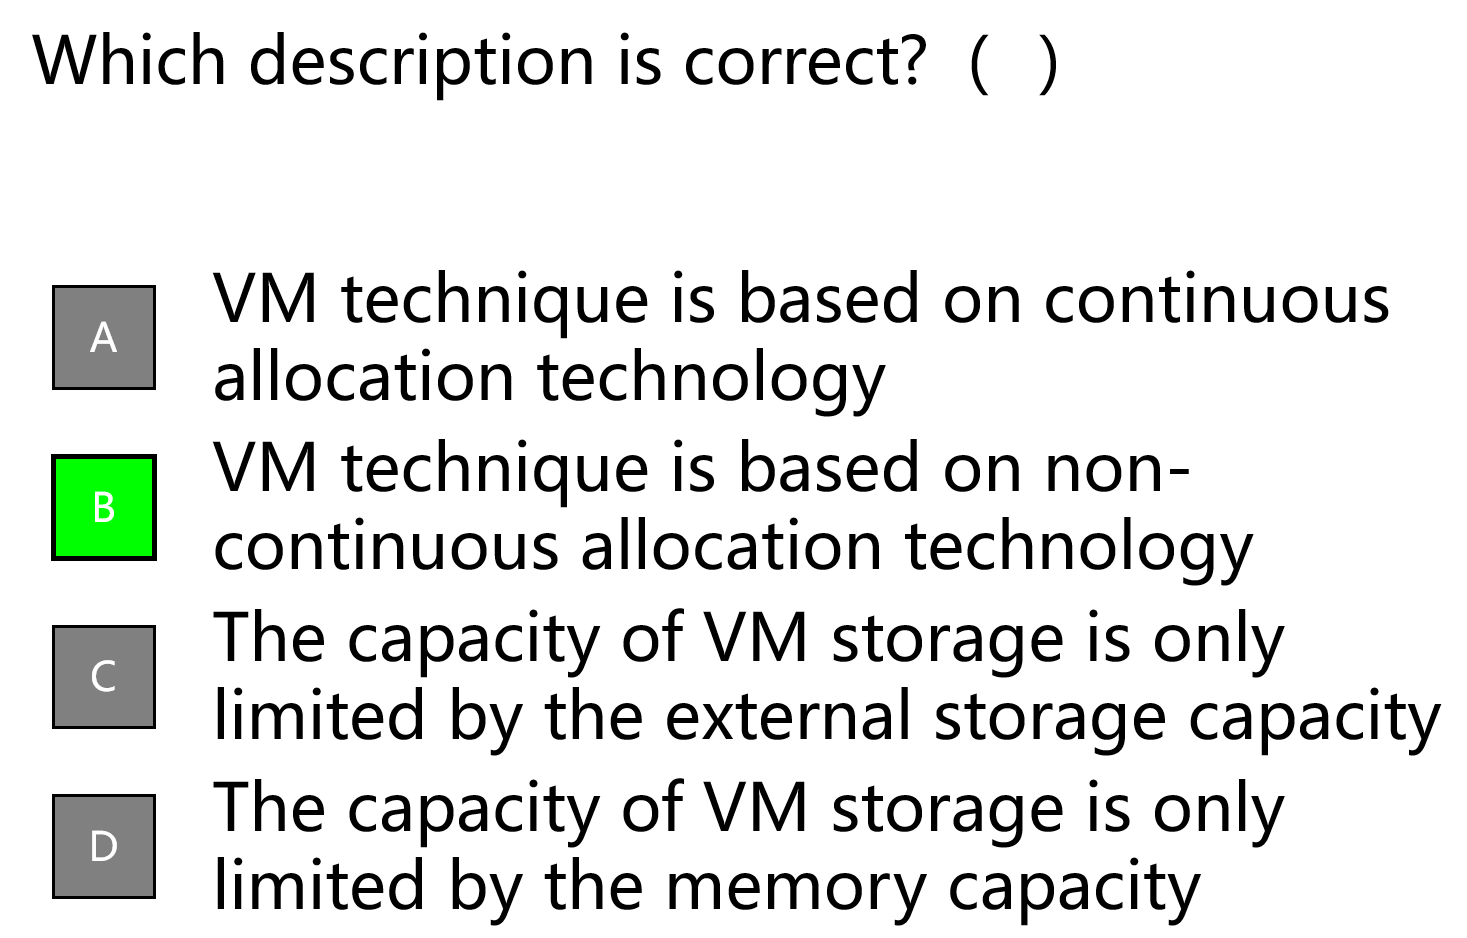 Which description is correct? ( )
A
VM technique is based on continuous
allocation technology
B
VM technique is based on non-
continuous allocation technology
C
The capacity of VM storage is only
limited by the external storage capacity
D
The capacity of VM storage is only
limited by the memory capacity